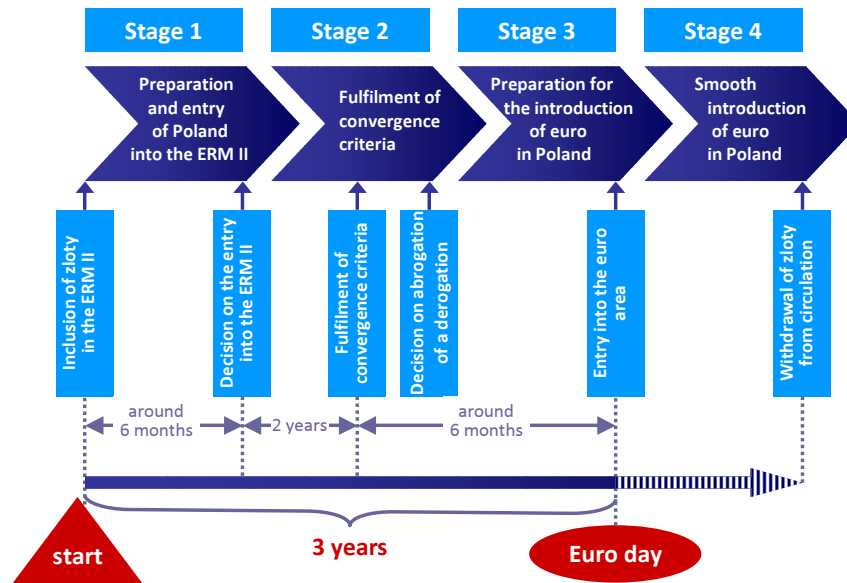 Stage 1
Stage 2
Stage 3
Stage 4
Preparation
and entry
of Poland
into the ERM II
Fulfilment of
convergence
criteria
Preparation for
the introduction
of euro
in Poland
Smooth
introduction
of euro
in Poland
Inclusion of zloty
in the ERM II
Decision on the entry
into the ERM II
Fulfilment of
convergence criteria
Decision on abrogation
of a derogation
Entry into the euro
area
Withdrawal of zloty
from circulation
around
6 months
2 years
around
6 months
start
3 years
Euro day